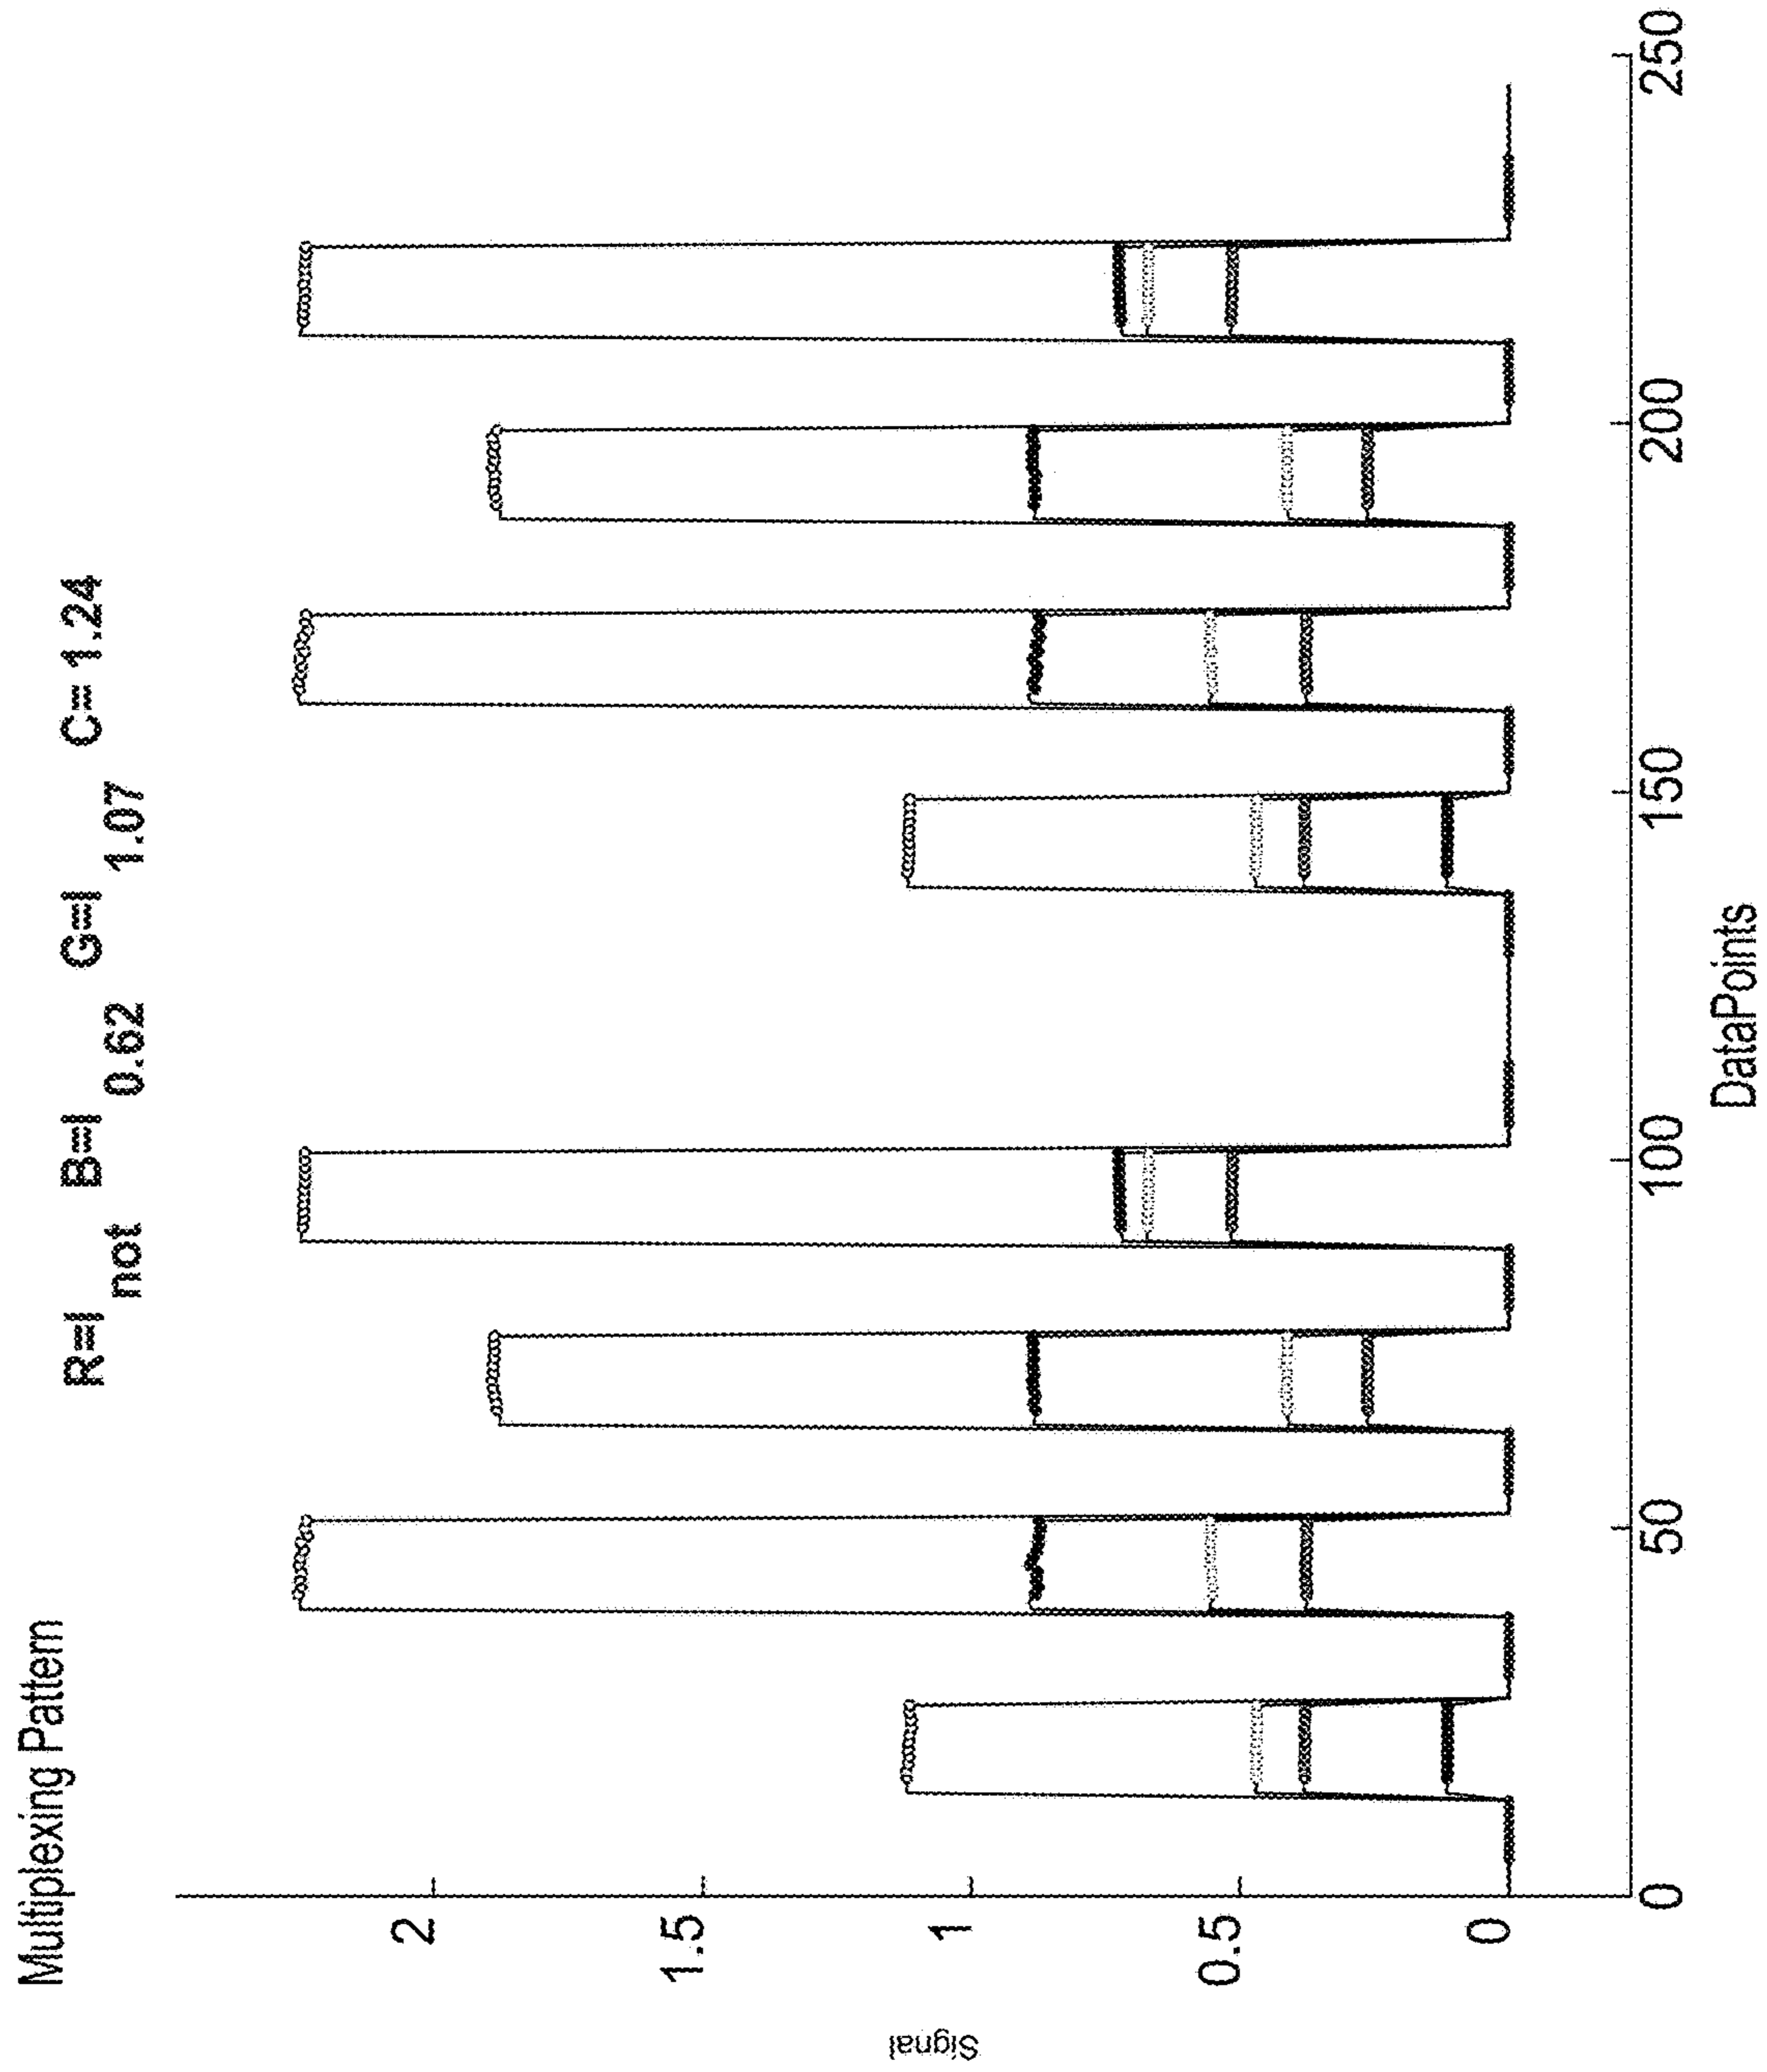 Multiplexing Pattern
R=I not B=I 0.62 G=I 1.07 C= 1.24
Signal
2
1.5
1
0.5
0
0 50 100 150 200 250
DataPoints